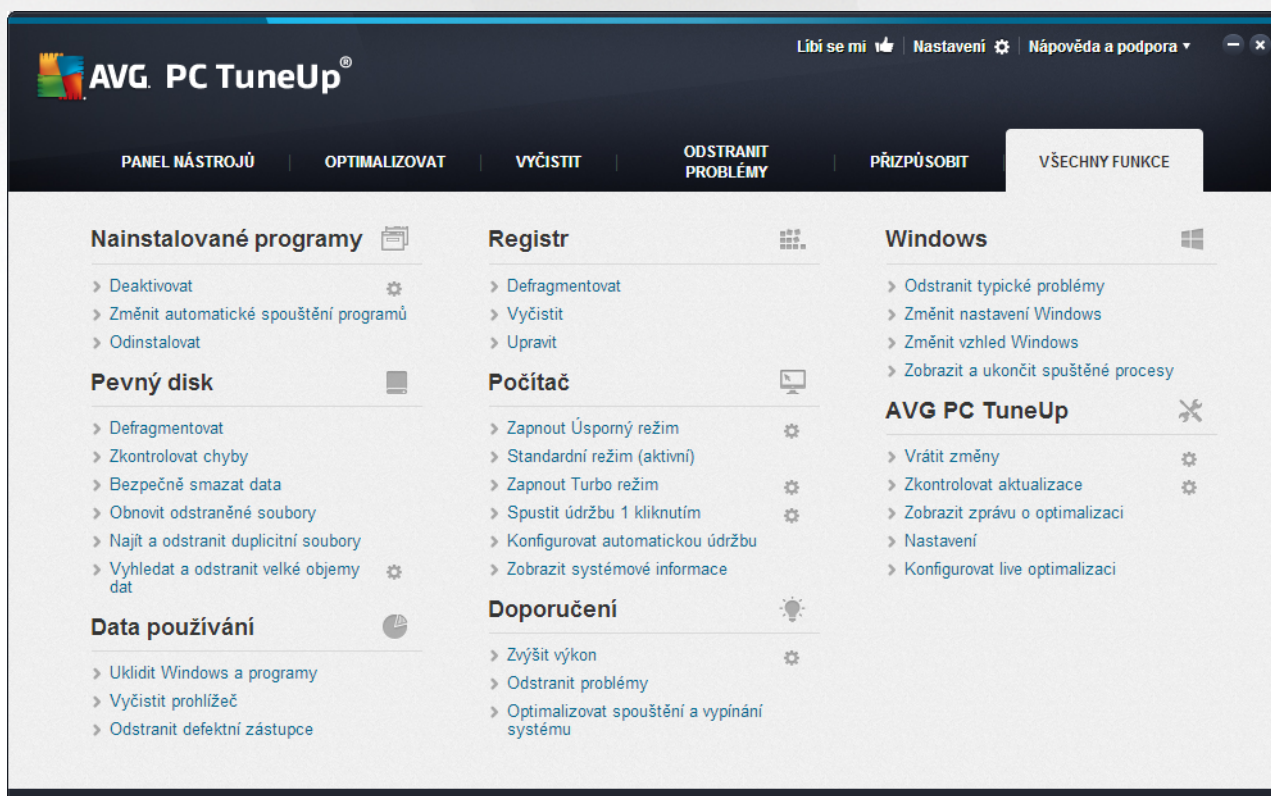 Líbí se mi | Nastavení | Nápověda a podpora
AVG PC TuneUp®
PANEL NÁSTROJŮ | OPTIMALIZOVAT | VYČISTIT | ODSTRANIT PROBLÉMY | PŘIZPŮSOBIT | VŠECHNY FUNKCE
Nainstalované programy
Deaktivovat
Změnit automatické spouštění programů
Odinstalovat
Pevný disk
Defragmentovat
Zkontrolovat chyby
Bezpečně smazat data
Obnovit odstraněné soubory
Najít a odstranit duplicitní soubory
Vyhledat a odstranit velké objemy
dat
Data používání
Uklidit Windows a programy
Vyčistit prohlížeč
Odstranit defektní zástupce
Registr
Defragmentovat
Vyčistit
Upravit
Počítač
Zapnout Úsporný režim
Standardní režim (aktivní)
Zapnout Turbo režim
Spustit údržbu 1 kliknutím
Konfigurovat automatickou údržbu
Zobrazit systémové informace
Doporučení
Zvýšit výkon
Odstranit problémy
Optimalizovat spouštění a vypínání
systému
Windows
Odstranit typické problémy
Změnit nastavení Windows
Změnit vzhled Windows
Zobrazit a ukončit spuštěné procesy
AVG PC TuneUp
Vrátit změny
Zkontrolovat aktualizace
Zobrazit zprávu o optimalizaci
Nastavení
Konfigurovat live optimalizaci